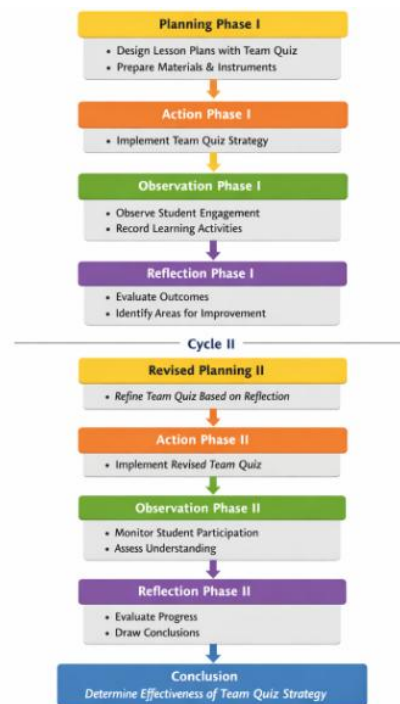 Planning Phase I
• Design Lesson Plans with Team Quiz
• Prepare Materials & Instruments
Action Phase I
• Implement Team Quiz Strategy
Observation Phase I
• Observe Student Engagement
• Record Learning Activities
Reflection Phase I
• Evaluate Outcomes
• Identify Areas for Improvement
Cycle II
Revised Planning II
• Refine Team Quiz Based on Reflection
Action Phase II
• Implement Revised Team Quiz
Observation Phase II
• Monitor Student Participation
• Assess Understanding
Reflection Phase II
• Evaluate Progress
• Draw Conclusions
Conclusion
Determine Effectiveness of Team Quiz Strategy